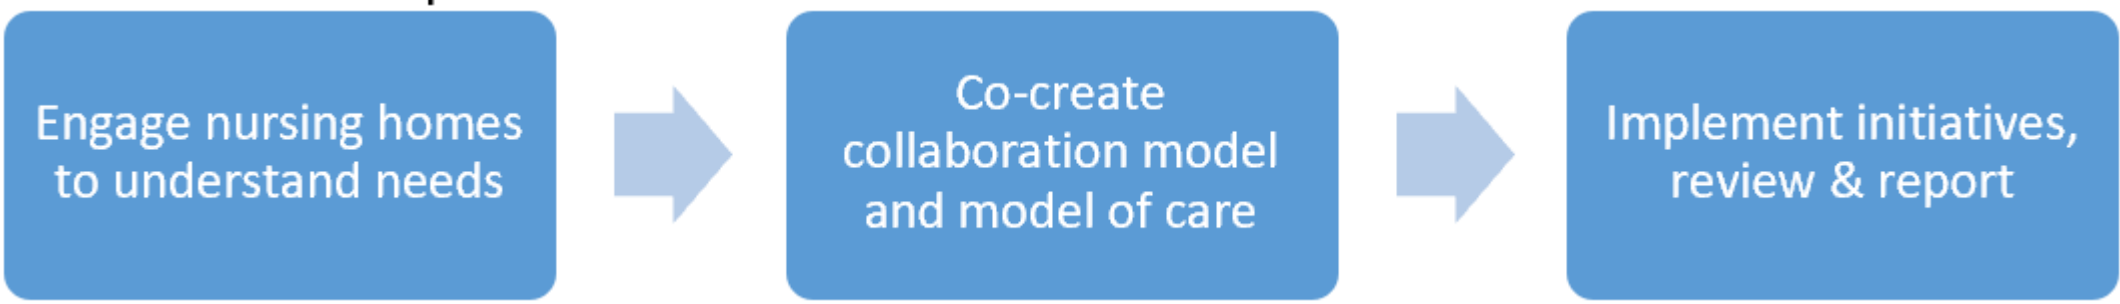 Engage nursing homes
to understand needs
Co-create
collaboration model
and model of care
Implement initiatives,
review & report